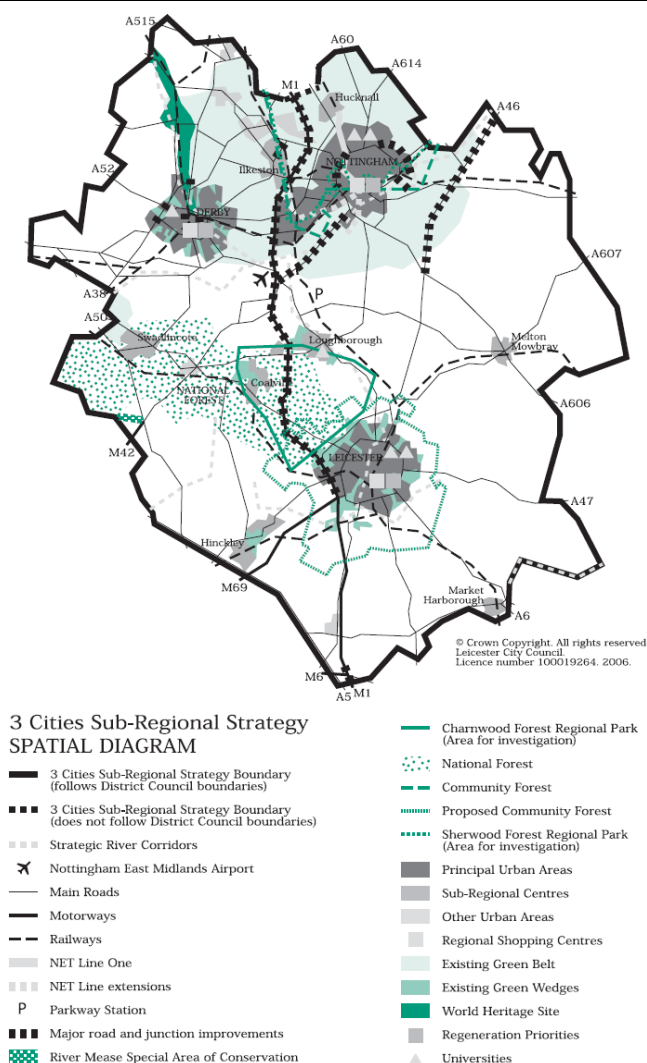 A515
A60
A614
M1
Hucknall
A46
NOTTINGHAM
Ilkeston
A52
DERBY
A607
P
A38
A50
Swadlincote
Loughborough
Melton
Mowbray
Coalville
NATIONAL
FOREST
A606
M42
LEICESTER
A47
Hinckley
M69
Market
Harborough
A6
© Crown Copyright. All rights reserved
Leicester City Council.
Licence number 100019264. 2006.
M6
A5
M1
3 Cities Sub-Regional Strategy
SPATIAL DIAGRAM
3 Cities Sub-Regional Strategy Boundary
(follows District Council boundaries)
3 Cities Sub-Regional Strategy Boundary
(does not follow District Council boundaries)
Strategic River Corridors
Nottingham East Midlands Airport
Main Roads
Motorways
Railways
NET Line One
NET Line extensions
P Parkway Station
Major road and junction improvements
River Mease Special Area of Conservation
Charnwood Forest Regional Park
(Area for investigation)
National Forest
Community Forest
Proposed Community Forest
Sherwood Forest Regional Park
(Area for investigation)
Principal Urban Areas
Sub-Regional Centres
Other Urban Areas
Regional Shopping Centres
Existing Green Belt
Existing Green Wedges
World Heritage Site
Regeneration Priorities
Universities